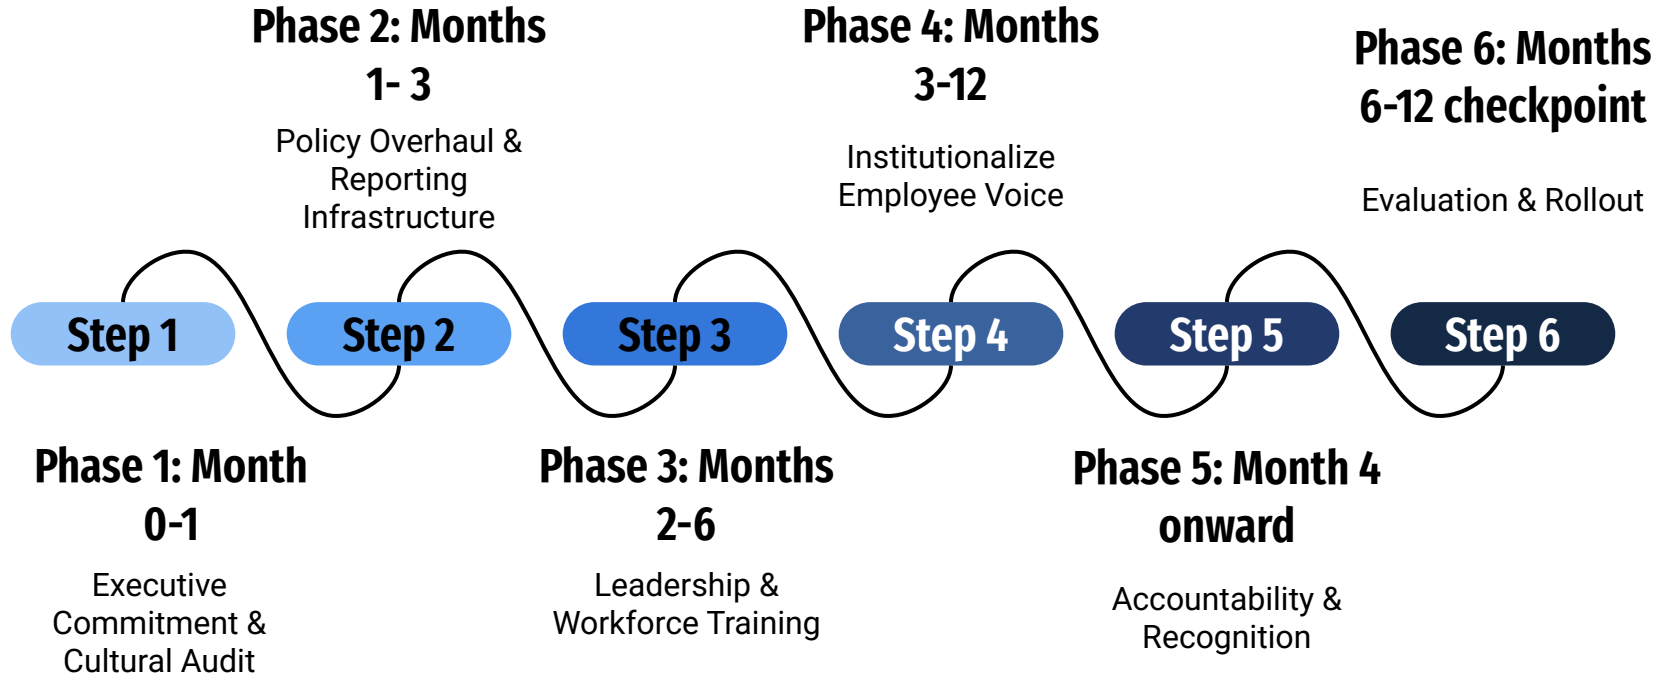 Phase 2: Months
1- 3
Policy Overhaul &
Reporting
Infrastructure
Phase 4: Months
3-12
Institutionalize
Employee Voice
Phase 6: Months
6-12 checkpoint
Evaluation & Rollout
Step 1
Step 2
Step 3
Step 4
Step 5
Step 6
Phase 1: Month
0-1
Executive
Commitment &
Cultural Audit
Phase 3: Months
2-6
Leadership &
Workforce Training
Phase 5: Month 4
onward
Accountability &
Recognition